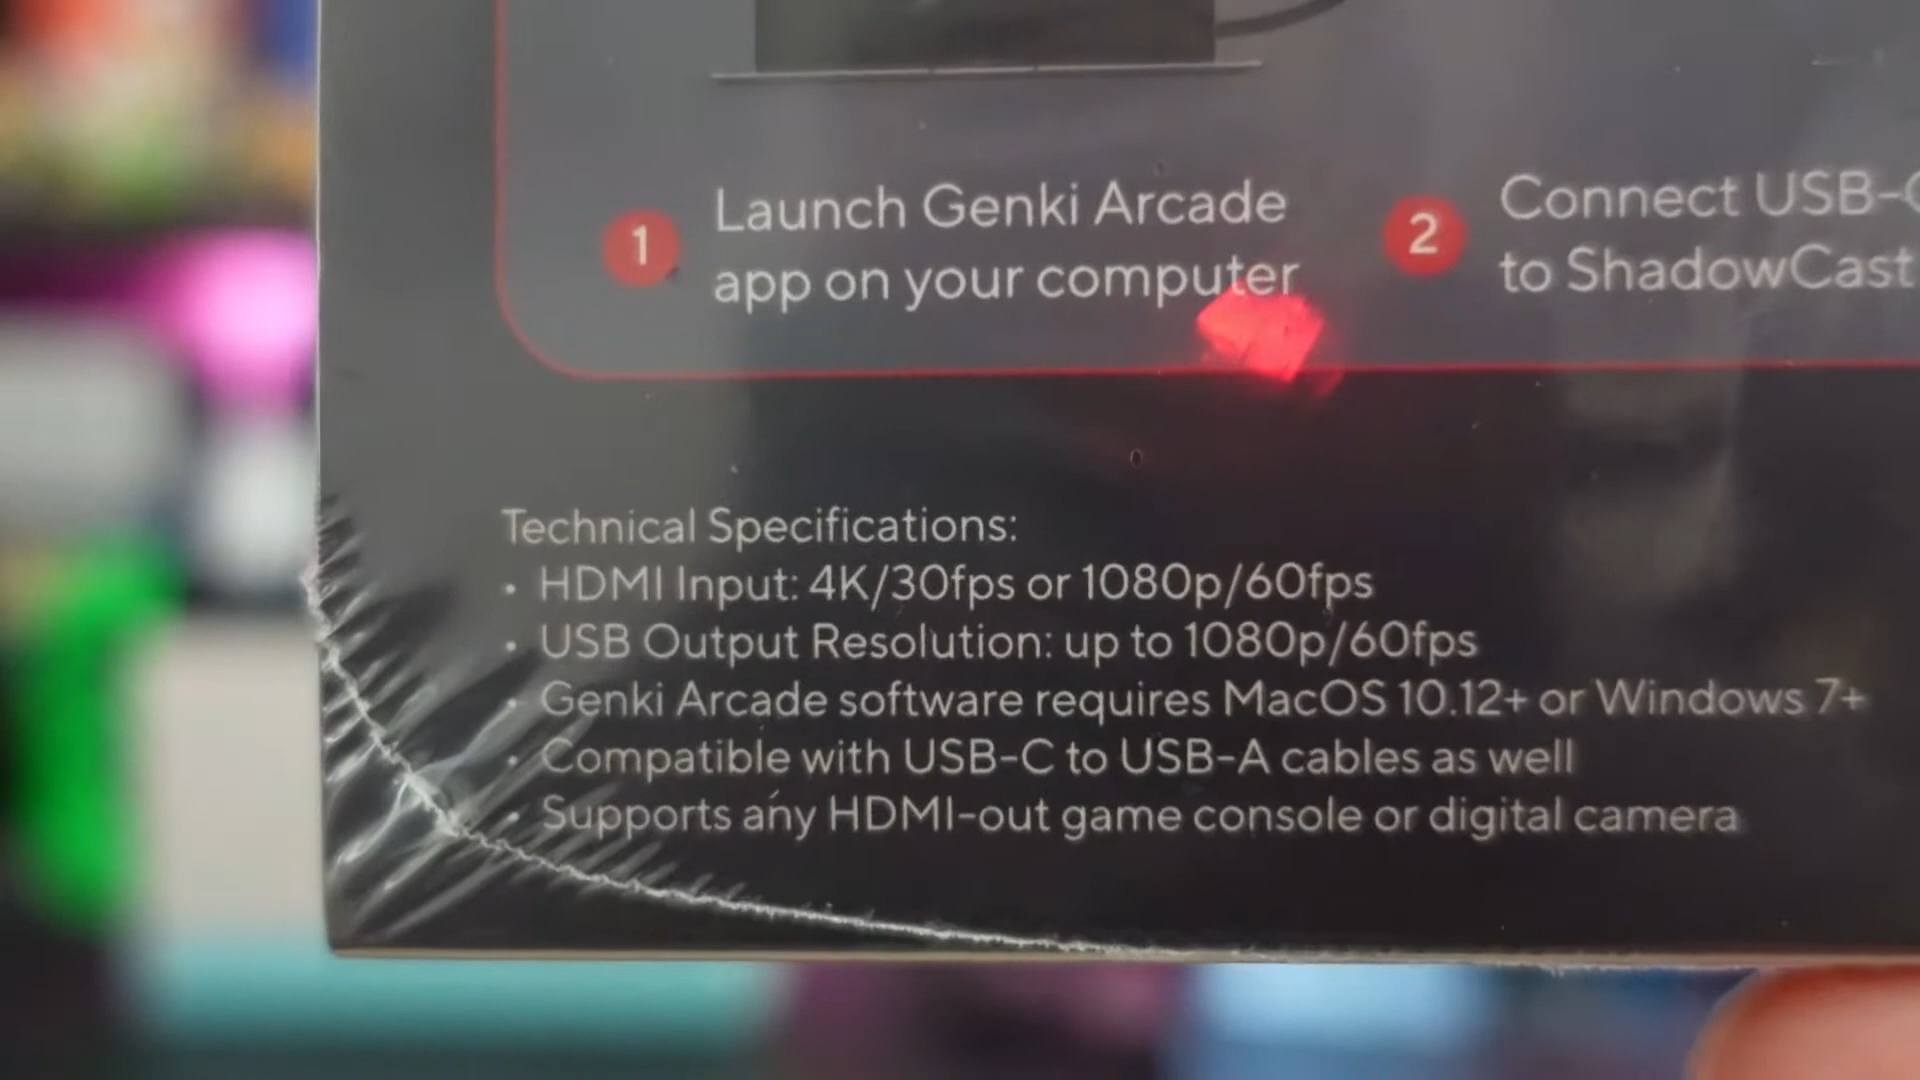 1
Launch Genki Arcade
app on your computer
2
Connect USB-C
to ShadowCast
Technical Specifications:
• HDMI Input: 4K/30fps or 1080p/60fps
• USB Output Resolution: up to 1080p/60fps
• Genki Arcade software requires MacOS 10.12+ or Windows 7+
• Compatible with USB-C to USB-A cables as well
• Supports any HDMI-out game console or digital camera